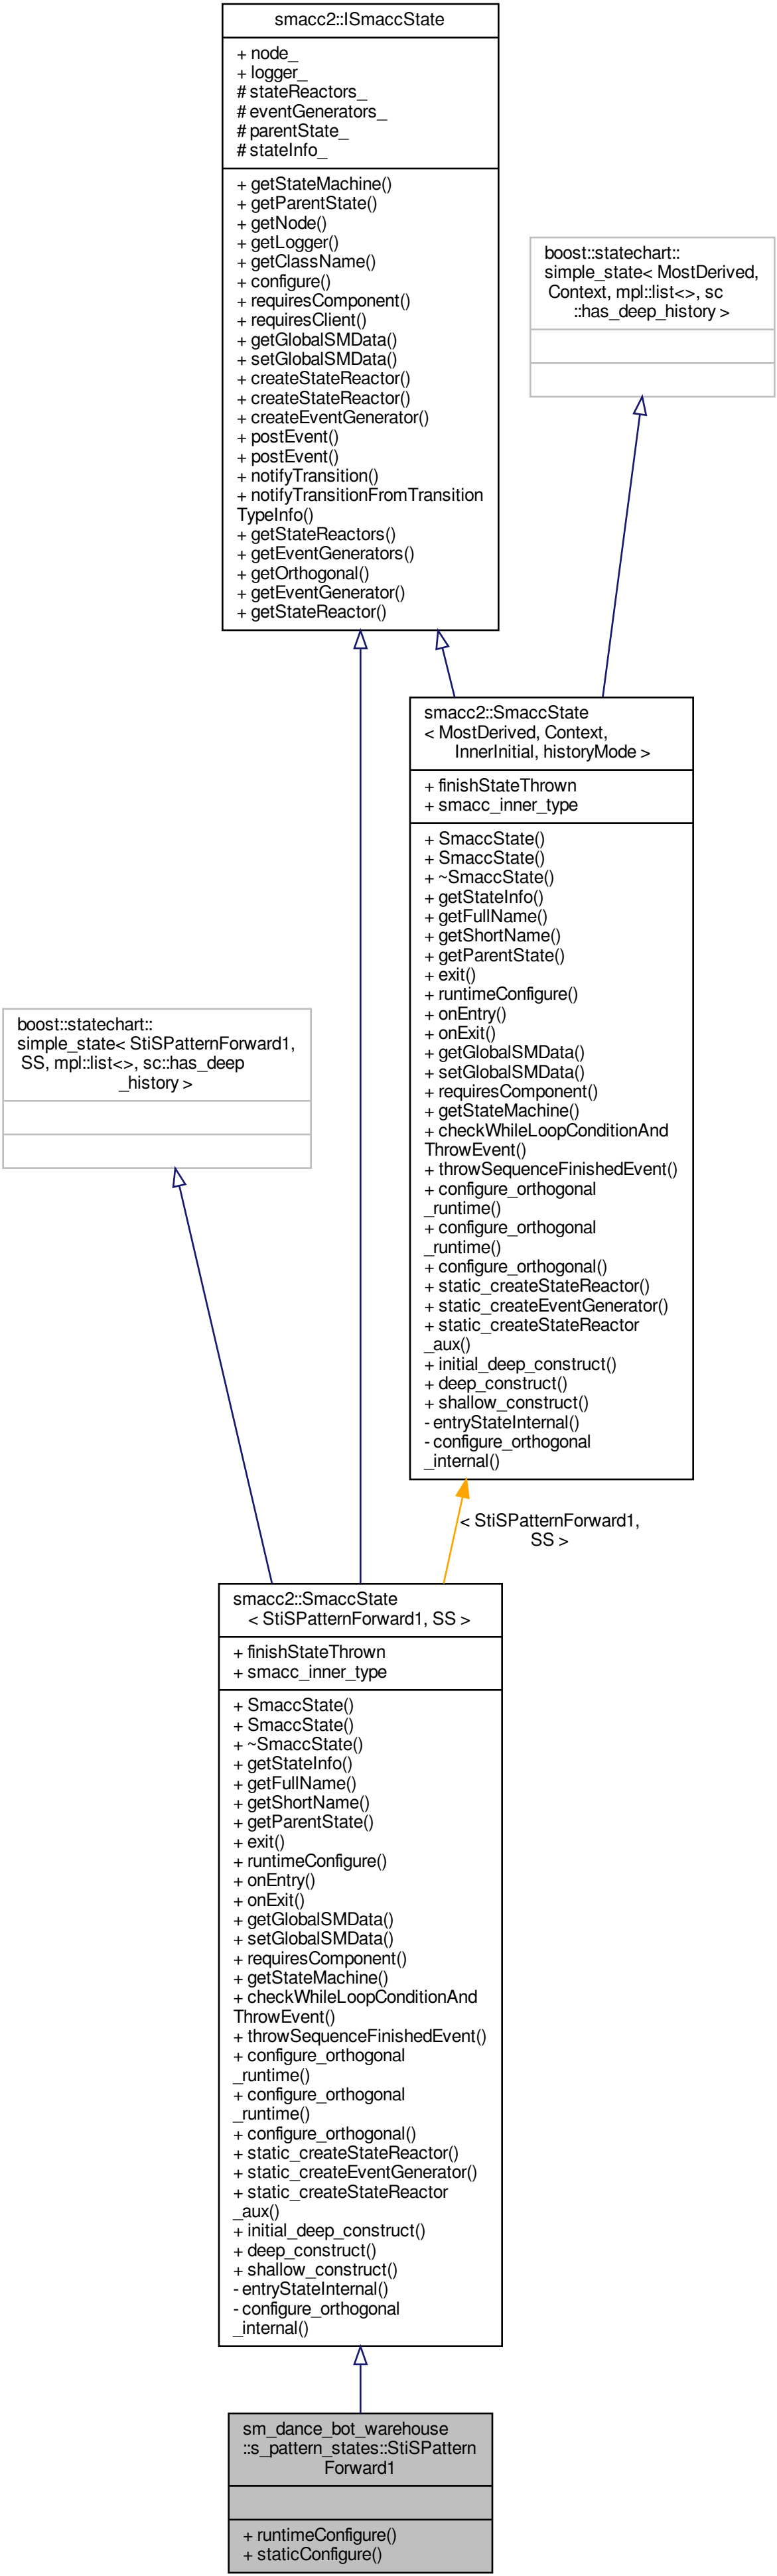 smacc2::ISmaccState
+ node_
+ logger_
# stateReactors_
# eventGenerators_
# parentState_
# stateInfo_
+ getStateMachine()
+ getParentState()
+ getNode()
+ getLogger()
+ getClassName()
+ configure()
+ requiresComponent()
+ requiresClient()
+ getGlobalSMData()
+ setGlobalSMData()
+ createStateReactor()
+ createStateReactor()
+ createEventGenerator()
+ postEvent()
+ postEvent()
+ notifyTransition()
+ notifyTransitionFromTransition
TypeInfo()
+ getStateReactors()
+ getEventGenerators()
+ getOrthogonal()
+ getEventGenerator()
+ getStateReactor()
boost::statechart::
simple_state< MostDerived,
Context, mpl::list<>, sc
::has_deep_history >
smacc2::SmaccState
< MostDerived, Context,
InnerInitial, historyMode >
+ finishStateThrown
+ smacc_inner_type
+ SmaccState()
+ SmaccState()
+ ~SmaccState()
+ getStateInfo()
+ getFullName()
+ getShortName()
+ getParentState()
+ exit()
+ runtimeConfigure()
+ onEntry()
+ onExit()
+ getGlobalSMData()
+ setGlobalSMData()
+ requiresComponent()
+ getStateMachine()
+ checkWhileLoopConditionAnd
ThrowEvent()
+ throwSequenceFinishedEvent()
+ configure_orthogonal
_runtime()
+ configure_orthogonal
_runtime()
+ configure_orthogonal()
+ static_createStateReactor()
+ static_createEventGenerator()
+ static_createStateReactor
_aux()
+ initial_deep_construct()
+ deep_construct()
+ shallow_construct()
- entryStateInternal()
- configure_orthogonal
_internal()
boost::statechart::
simple_state< StiSPatternForward1,
SS, mpl::list<>, sc::has_deep
_history >
< StiSPatternForward1,
SS >
smacc2::SmaccState
< StiSPatternForward1, SS >
+ finishStateThrown
+ smacc_inner_type
+ SmaccState()
+ SmaccState()
+ ~SmaccState()
+ getStateInfo()
+ getFullName()
+ getShortName()
+ getParentState()
+ exit()
+ runtimeConfigure()
+ onEntry()
+ onExit()
+ getGlobalSMData()
+ setGlobalSMData()
+ requiresComponent()
+ getStateMachine()
+ checkWhileLoopConditionAnd
ThrowEvent()
+ throwSequenceFinishedEvent()
+ configure_orthogonal
_runtime()
+ configure_orthogonal
_runtime()
+ configure_orthogonal()
+ static_createStateReactor()
+ static_createEventGenerator()
+ static_createStateReactor
_aux()
+ initial_deep_construct()
+ deep_construct()
+ shallow_construct()
- entryStateInternal()
- configure_orthogonal
_internal()
sm_dance_bot_warehouse
::s_pattern_states::StiSPattern
Forward1
+ runtimeConfigure()
+ staticConfigure()